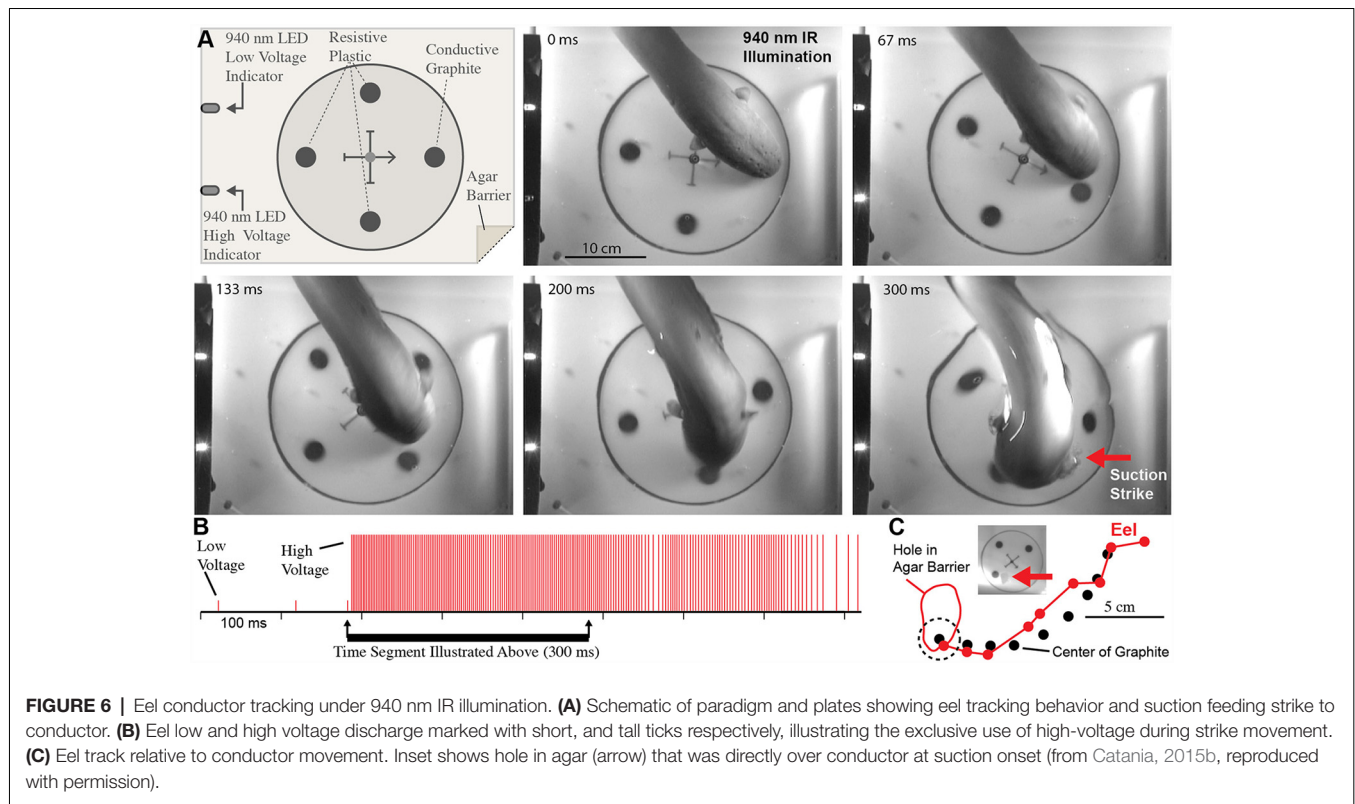 A
940 nm LED
Low Voltage
Indicator
Resistive
Plastic
Conductive
Graphite
Agar
Barrier
940 nm LED
High Voltage
Indicator
0 ms
940 nm IR
Illumination
10 cm
67 ms
133 ms
200 ms
300 ms
Suction
Strike
B
Low
Voltage
High
Voltage
100 ms
Time Segment Illustrated Above (300 ms)
C
Eel
Hole in
Agar Barrier
5 cm
Center of Graphite
FIGURE 6 | Eel conductor tracking under 940 nm IR illumination. (A) Schematic of paradigm and plates showing eel tracking behavior and suction feeding strike to
conductor. (B) Eel low and high voltage discharge marked with short, and tall ticks respectively, illustrating the exclusive use of high-voltage during strike movement.
(C) Eel track relative to conductor movement. Inset shows hole in agar (arrow) that was directly over conductor at suction onset (from Catania, 2015b, reproduced
with permission).